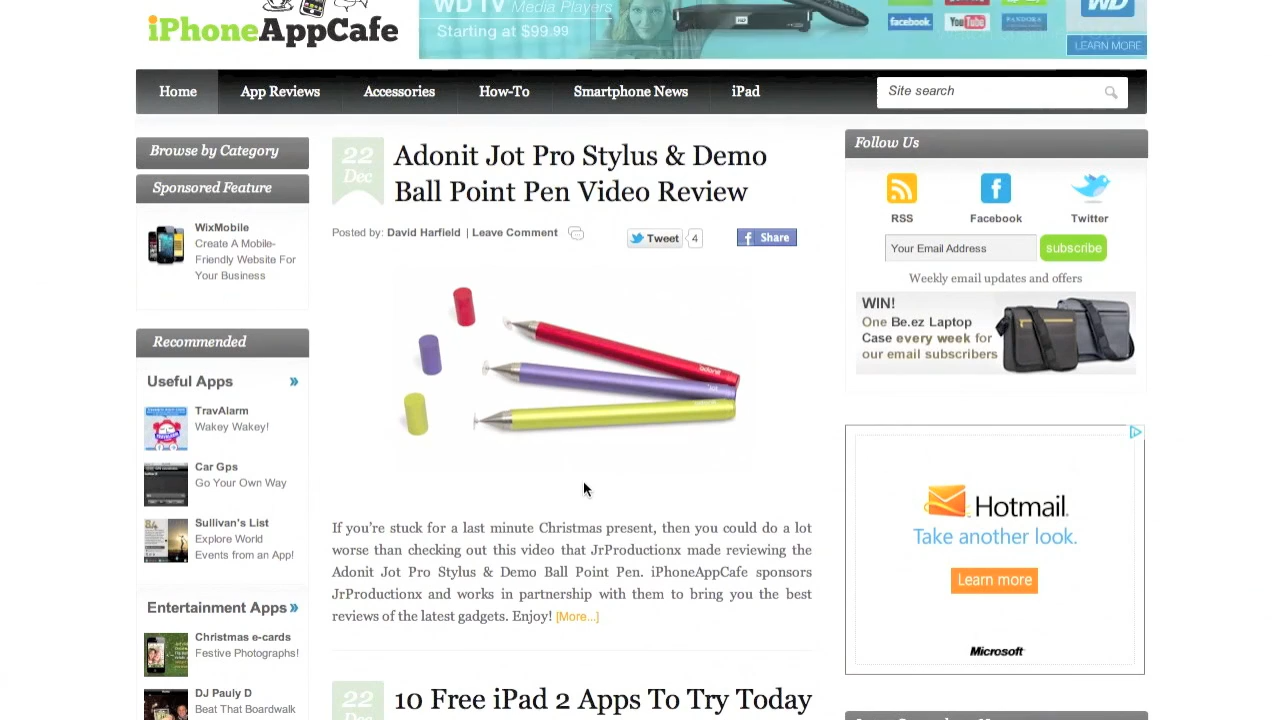 iPhoneAppCafe
WD TV Media Players
Starting at $99.99
WD
facebook.
YouTube
PANDORA
LEARN MORE
Home
App Reviews
Accessories
How-To
Smartphone News
iPad
Site search
Browse by Category
Sponsored Feature
WixMobile
Create A Mobile-
Friendly Website For
Your Business
Recommended
Useful Apps »
TravAlarm
Wakey Wakey!
Car Gps
Go Your Own Way
Sullivan's List
Explore World
Events from an App!
Entertainment Apps »
Christmas e-cards
Festive Photographs!
DJ Pauly D
Beat That Boardwalk
22
Dec
Adonit Jot Pro Stylus & Demo
Ball Point Pen Video Review
Posted by: David Harfield | Leave Comment
Tweet 4
f Share
adonit
jot
If you're stuck for a last minute Christmas present, then you could do a lot
worse than checking out this video that JrProductionx made reviewing the
Adonit Jot Pro Stylus & Demo Ball Point Pen. iPhoneAppCafe sponsors
JrProductionx and works in partnership with them to bring you the best
reviews of the latest gadgets. Enjoy! [More...]
22
Dec
10 Free iPad 2 Apps To Try Today
Follow Us
RSS
Facebook
Twitter
Your Email Address
subscribe
Weekly email updates and offers
WIN!
One Be.ez Laptop
Case every week for
our email subscribers
Hotmail.
Take another look.
Learn more
Microsoft